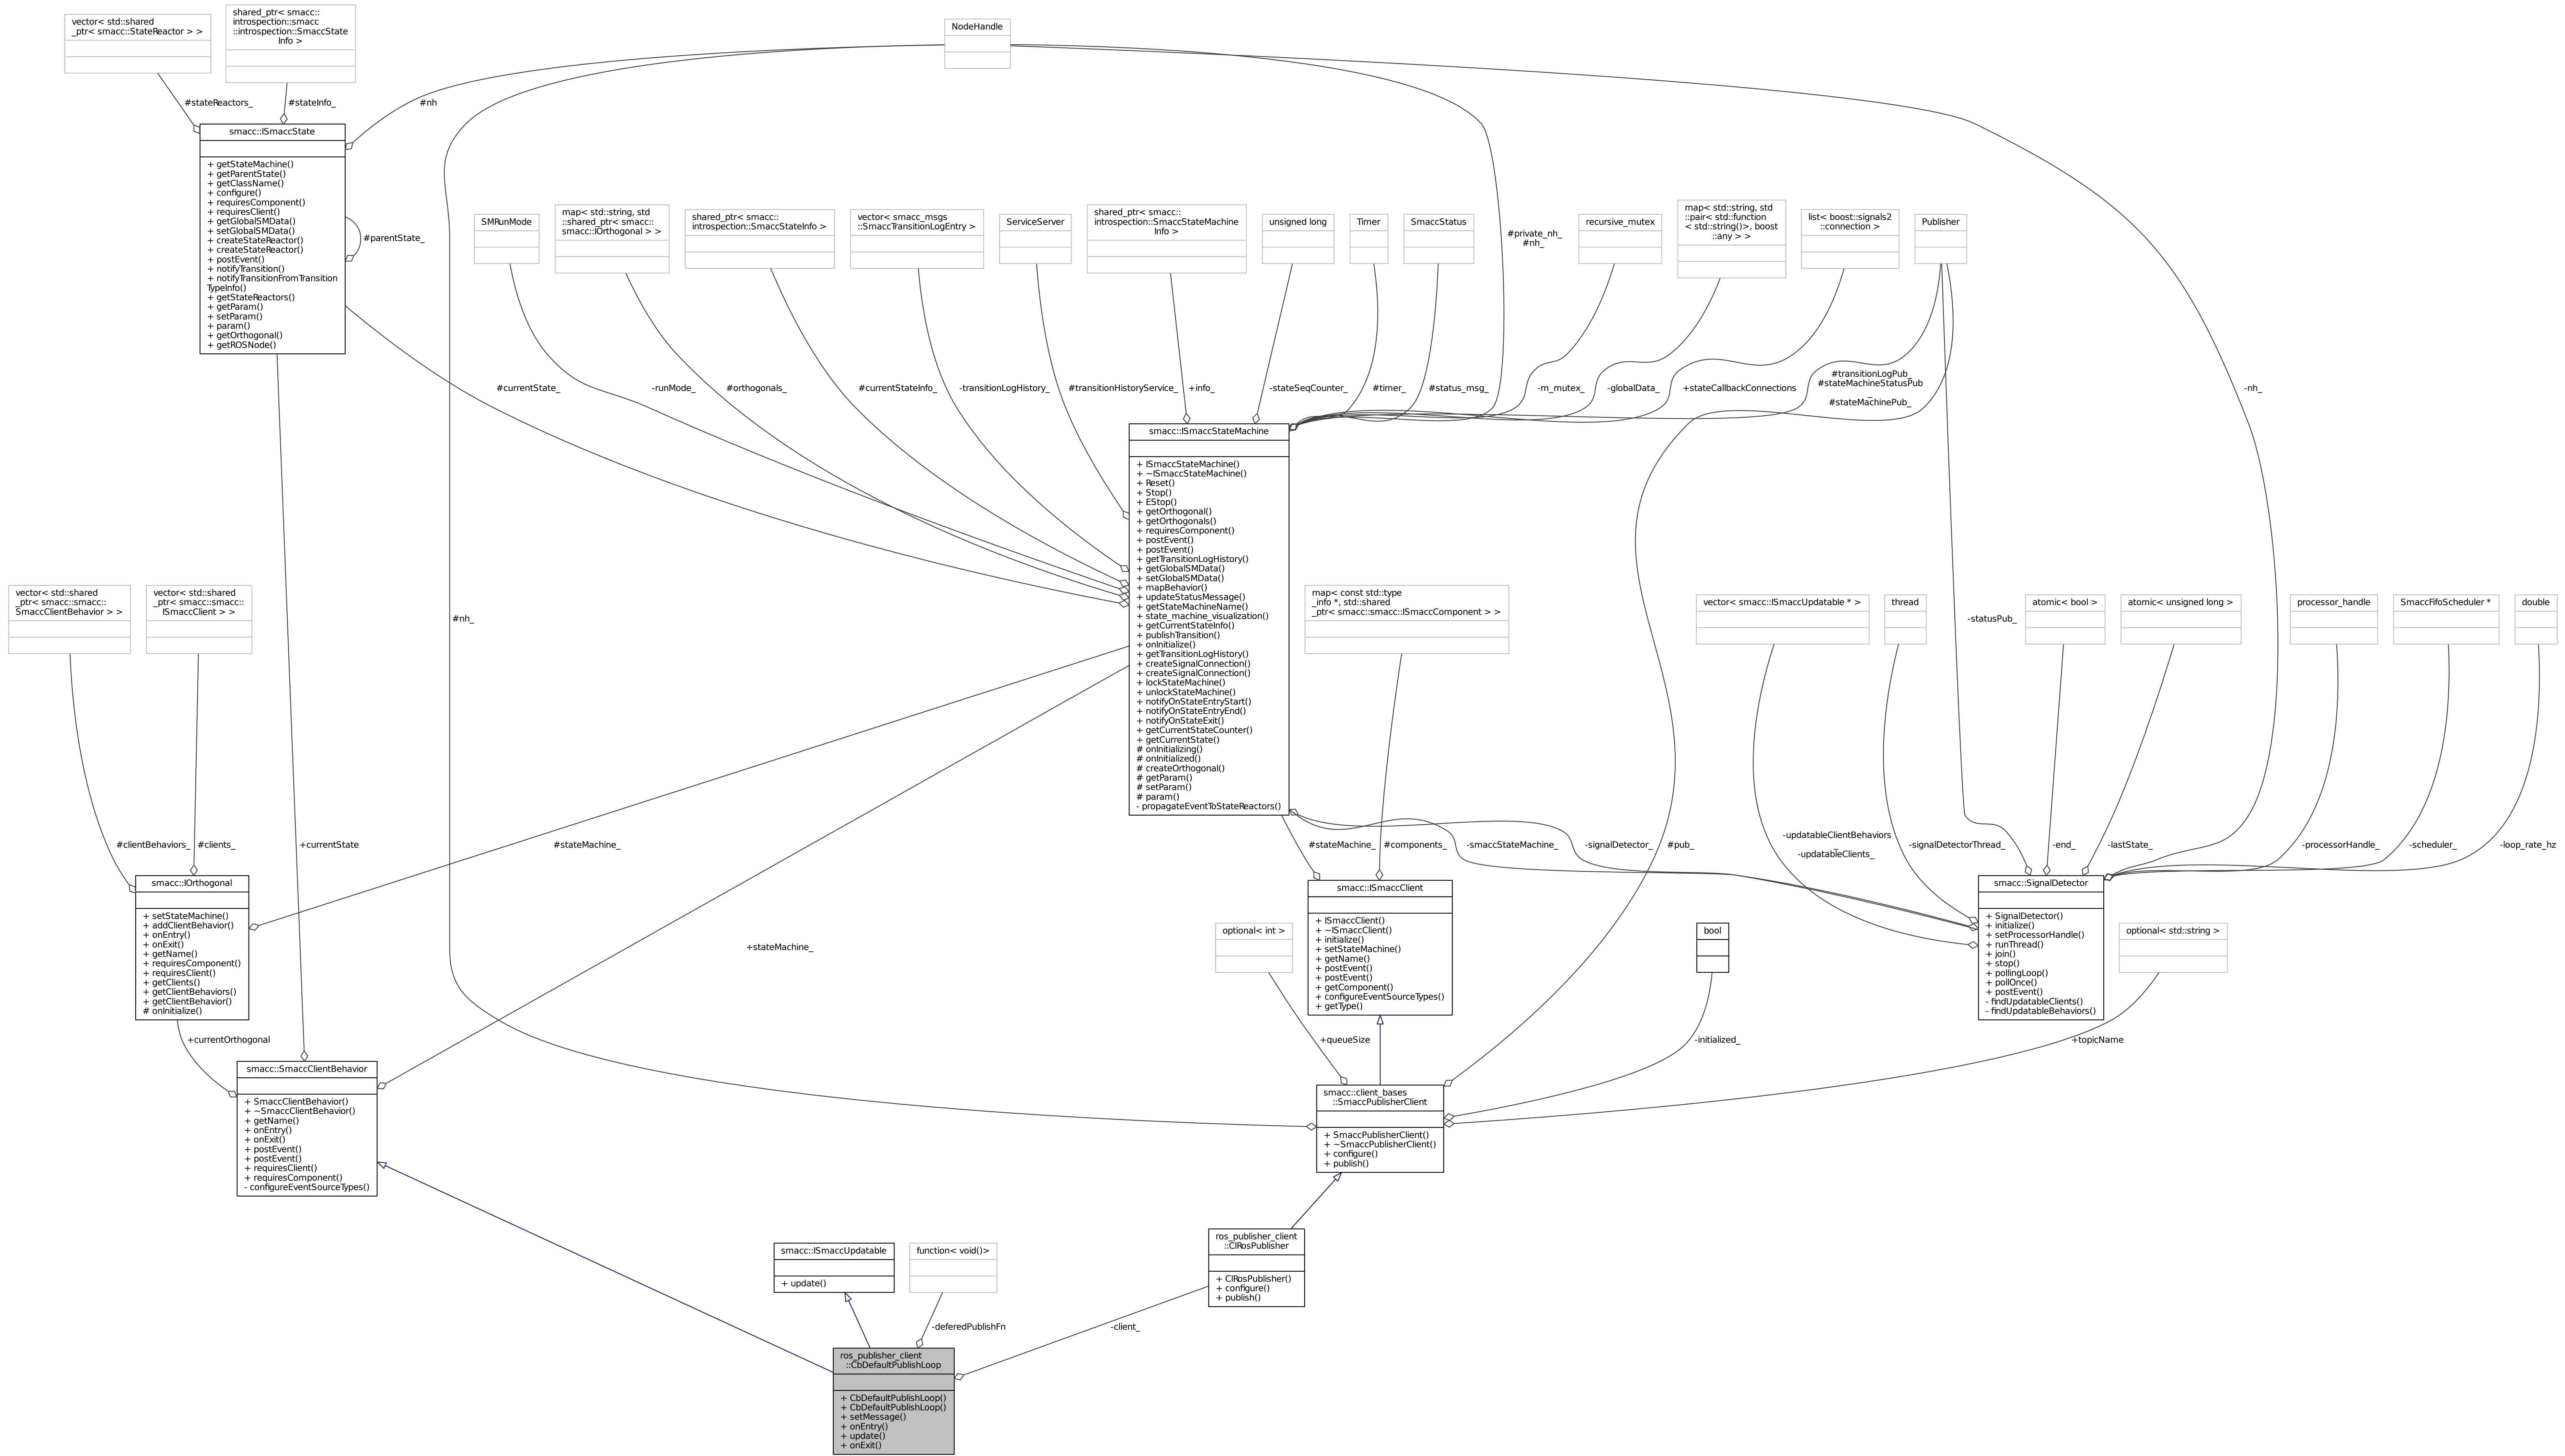 vector< std::shared
_ptr< smacc::StateReactor > >
shared_ptr< smacc::
introspection::smacc
::introspection::SmaccState
Info >
NodeHandle
#stateReactors_
#stateInfo_
#nh
smacc::ISmaccState
+ getStateMachine()
+ getParentState()
+ getClassName()
+ configure()
+ requiresComponent()
+ requiresClient()
+ getGlobalSMData()
+ setGlobalSMData()
+ createStateReactor()
+ createStateReactor()
+ postEvent()
+ notifyTransition()
+ notifyTransitionFromTransition
TypeInfo()
+ getStateReactors()
+ getParam()
+ setParam()
+ param()
+ getOrthogonal()
+ getROSNode()
#parentState_
SMRunMode
map< std::string, std
::shared_ptr< smacc::
smacc::IOrthogonal > >
shared_ptr< smacc::
introspection::SmaccStateInfo >
vector< smacc_msgs
::SmaccTransitionLogEntry >
ServiceServer
shared_ptr< smacc::
introspection::SmaccStateMachine
Info >
unsigned long
Timer
SmaccStatus
#private_nh_
#nh_
recursive_mutex
map< std::string, std
::pair< std::function
< std::string()>, boost
::any > >
list< boost::signals2
::connection >
Publisher
#currentState_
-runMode_
#orthogonals_
#currentStateInfo_
-transitionLogHistory_
#transitionHistoryService_
+info_
-stateSeqCounter_
#timer_
#status_msg_
-m_mutex_
-globalData_
+stateCallbackConnections
#transitionLogPub_
#stateMachineStatusPub
_
#stateMachinePub_
-nh_
smacc::ISmaccStateMachine
+ ISmaccStateMachine()
+ ~ISmaccStateMachine()
+ Reset()
+ Stop()
+ EStop()
+ getOrthogonal()
+ getOrthogonals()
+ requiresComponent()
+ postEvent()
+ postEvent()
+ getTransitionLogHistory()
+ getGlobalSMData()
+ setGlobalSMData()
+ mapBehavior()
+ updateStatusMessage()
+ getStateMachineName()
+ state_machine_visualization()
+ getCurrentStateInfo()
+ publishTransition()
+ onInitialize()
+ getTransitionLogHistory()
+ createSignalConnection()
+ createSignalConnection()
+ lockStateMachine()
+ unlockStateMachine()
+ notifyOnStateEntryStart()
+ notifyOnStateEntryEnd()
+ notifyOnStateExit()
+ getCurrentStateCounter()
+ getCurrentState()
# onInitializing()
# onInitialized()
# createOrthogonal()
# getParam()
# setParam()
# param()
- propagateEventToStateReactors()
vector< std::shared
_ptr< smacc::smacc::
SmaccClientBehavior > >
vector< std::shared
_ptr< smacc::smacc::
ISmaccClient > >
#nh_
map< const std::type
_info *, std::shared
_ptr< smacc::smacc::ISmaccComponent > >
vector< smacc::ISmaccUpdatable * >
thread
-statusPub_
atomic< bool >
atomic< unsigned long >
processor_handle
SmaccFifoScheduler *
double
#clientBehaviors_
#clients_
+currentState
#stateMachine_
#stateMachine_
#components_
-smaccStateMachine_
-signalDetector_
#pub_
-updatableClientBehaviors
_
-updatableClients_
-signalDetectorThread_
-end_
-lastState_
-processorHandle_
-scheduler_
-loop_rate_hz
smacc::IOrthogonal
+ setStateMachine()
+ addClientBehavior()
+ onEntry()
+ onExit()
+ getName()
+ requiresComponent()
+ requiresClient()
+ getClients()
+ getClientBehaviors()
+ getClientBehavior()
# onInitialize()
+stateMachine_
smacc::ISmaccClient
+ ISmaccClient()
+ ~ISmaccClient()
+ initialize()
+ setStateMachine()
+ getName()
+ postEvent()
+ postEvent()
+ getComponent()
+ configureEventSourceTypes()
+ getType()
smacc::SignalDetector
+ SignalDetector()
+ initialize()
+ setProcessorHandle()
+ runThread()
+ join()
+ stop()
+ pollingLoop()
+ pollOnce()
+ postEvent()
- findUpdatableClients()
- findUpdatableBehaviors()
optional< int >
bool
optional< std::string >
+currentOrthogonal
+queueSize
-initialized_
+topicName
smacc::SmaccClientBehavior
+ SmaccClientBehavior()
+ ~SmaccClientBehavior()
+ getName()
+ onEntry()
+ onExit()
+ postEvent()
+ postEvent()
+ requiresClient()
+ requiresComponent()
- configureEventSourceTypes()
smacc::client_bases
::SmaccPublisherClient
+ SmaccPublisherClient()
+ ~SmaccPublisherClient()
+ configure()
+ publish()
smacc::ISmaccUpdatable
+ update()
function< void()>
ros_publisher_client
::ClRosPublisher
+ ClRosPublisher()
+ configure()
+ publish()
-deferedPublishFn
-client_
ros_publisher_client
::CbDefaultPublishLoop
+ CbDefaultPublishLoop()
+ CbDefaultPublishLoop()
+ setMessage()
+ onEntry()
+ update()
+ onExit()